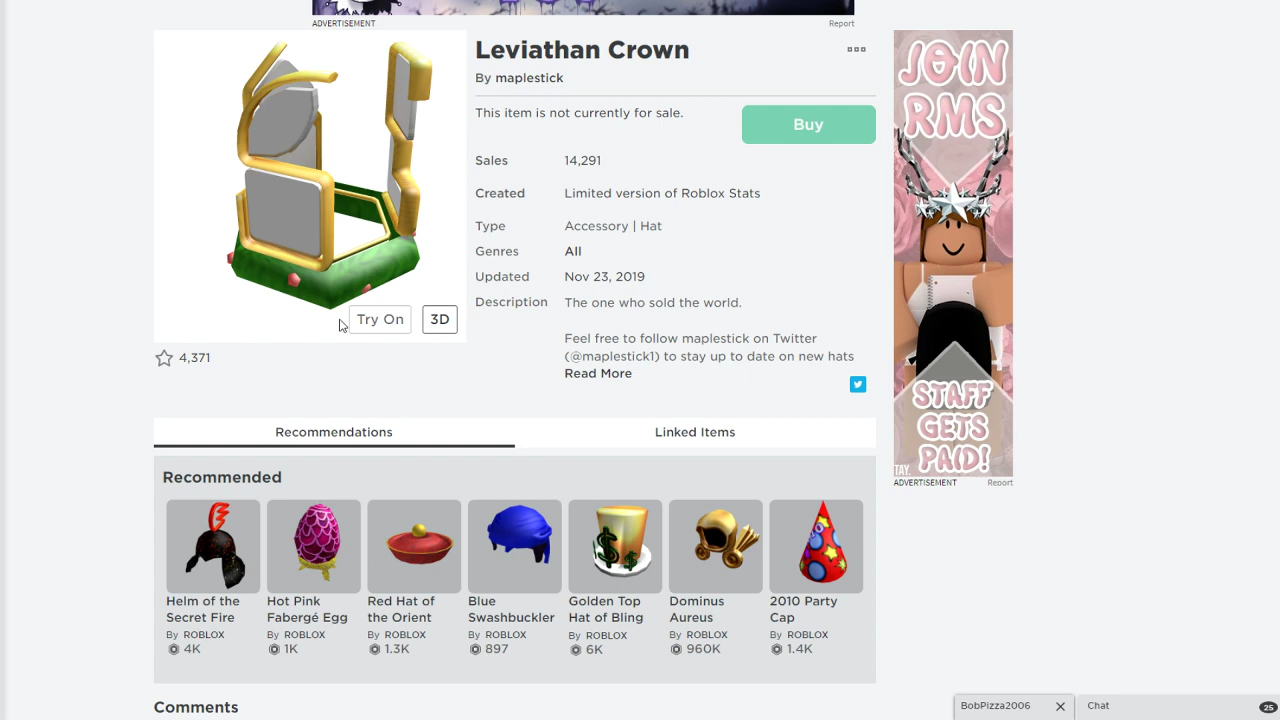 ADVERTISEMENT
Report
Leviathan Crown
By maplestick
This item is not currently for sale.
Buy
Sales
14,291
Created
Limited version of Roblox Stats
Type
Accessory | Hat
Genres
All
Updated
Nov 23, 2019
Description
The one who sold the world.
Feel free to follow maplestick on Twitter
(@maplestick1) to stay up to date on new hats
Read More
Try On
3D
4,371
JOIN
RMS
STAFF
GETS
PAID!
TAY.
ADVERTISEMENT
Report
Recommendations
Linked Items
Recommended
Helm of the
Secret Fire
By ROBLOX
4K
Hot Pink
Fabergé Egg
By ROBLOX
1K
Red Hat of
the Orient
By ROBLOX
1.3K
Blue
Swashbuckler
By ROBLOX
897
Golden Top
Hat of Bling
By ROBLOX
6K
Dominus
Aureus
By ROBLOX
960K
2010 Party
Cap
By ROBLOX
1.4K
Comments
BobPizza2006
Chat
25